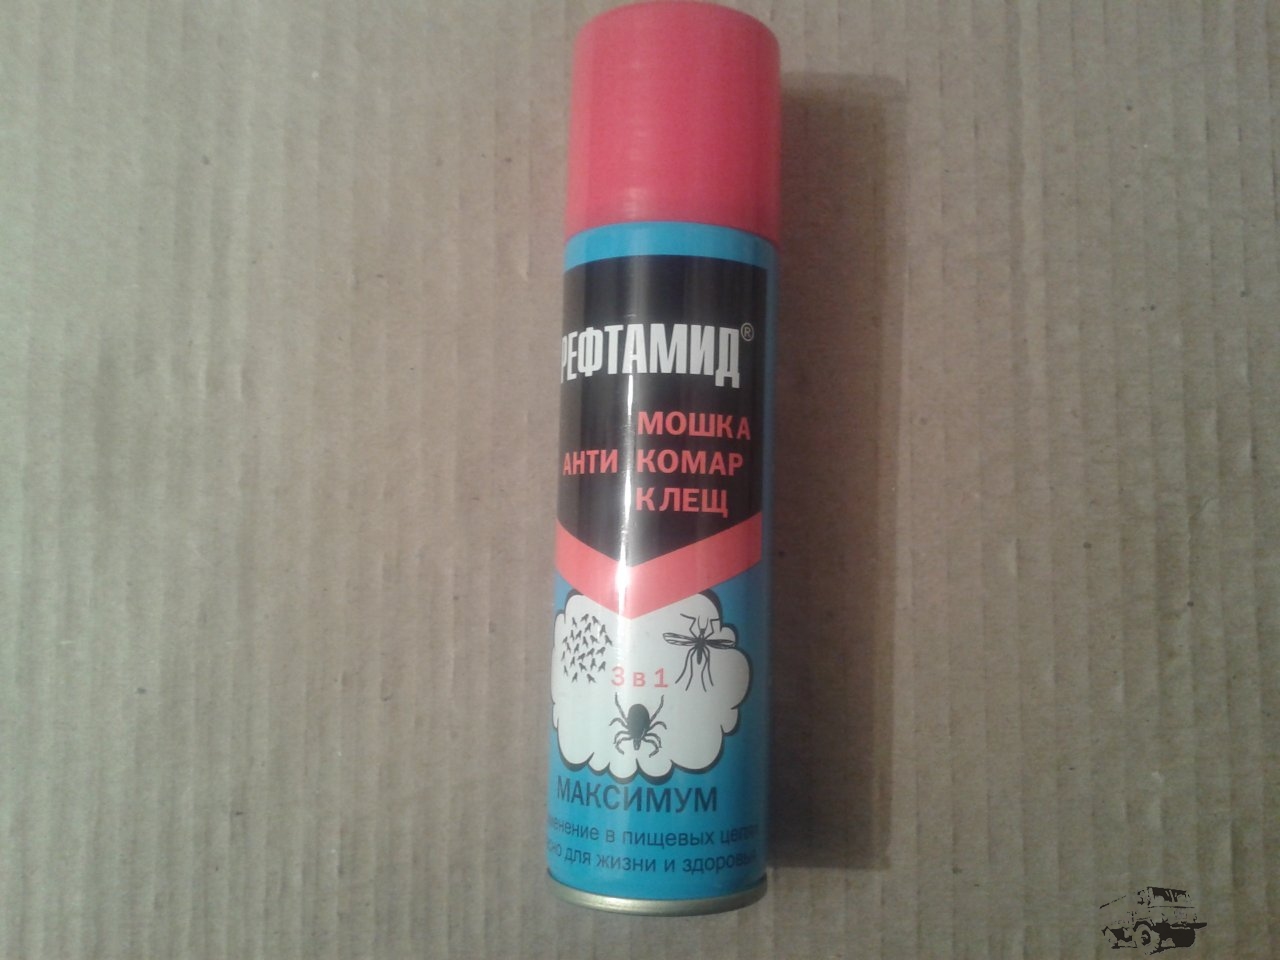 РЕФТАМИД®
МОШКА
АНТИ КОМАР
КЛЕЩ
3 в 1
МАКСИМУМ
в пищевых
для жизни и